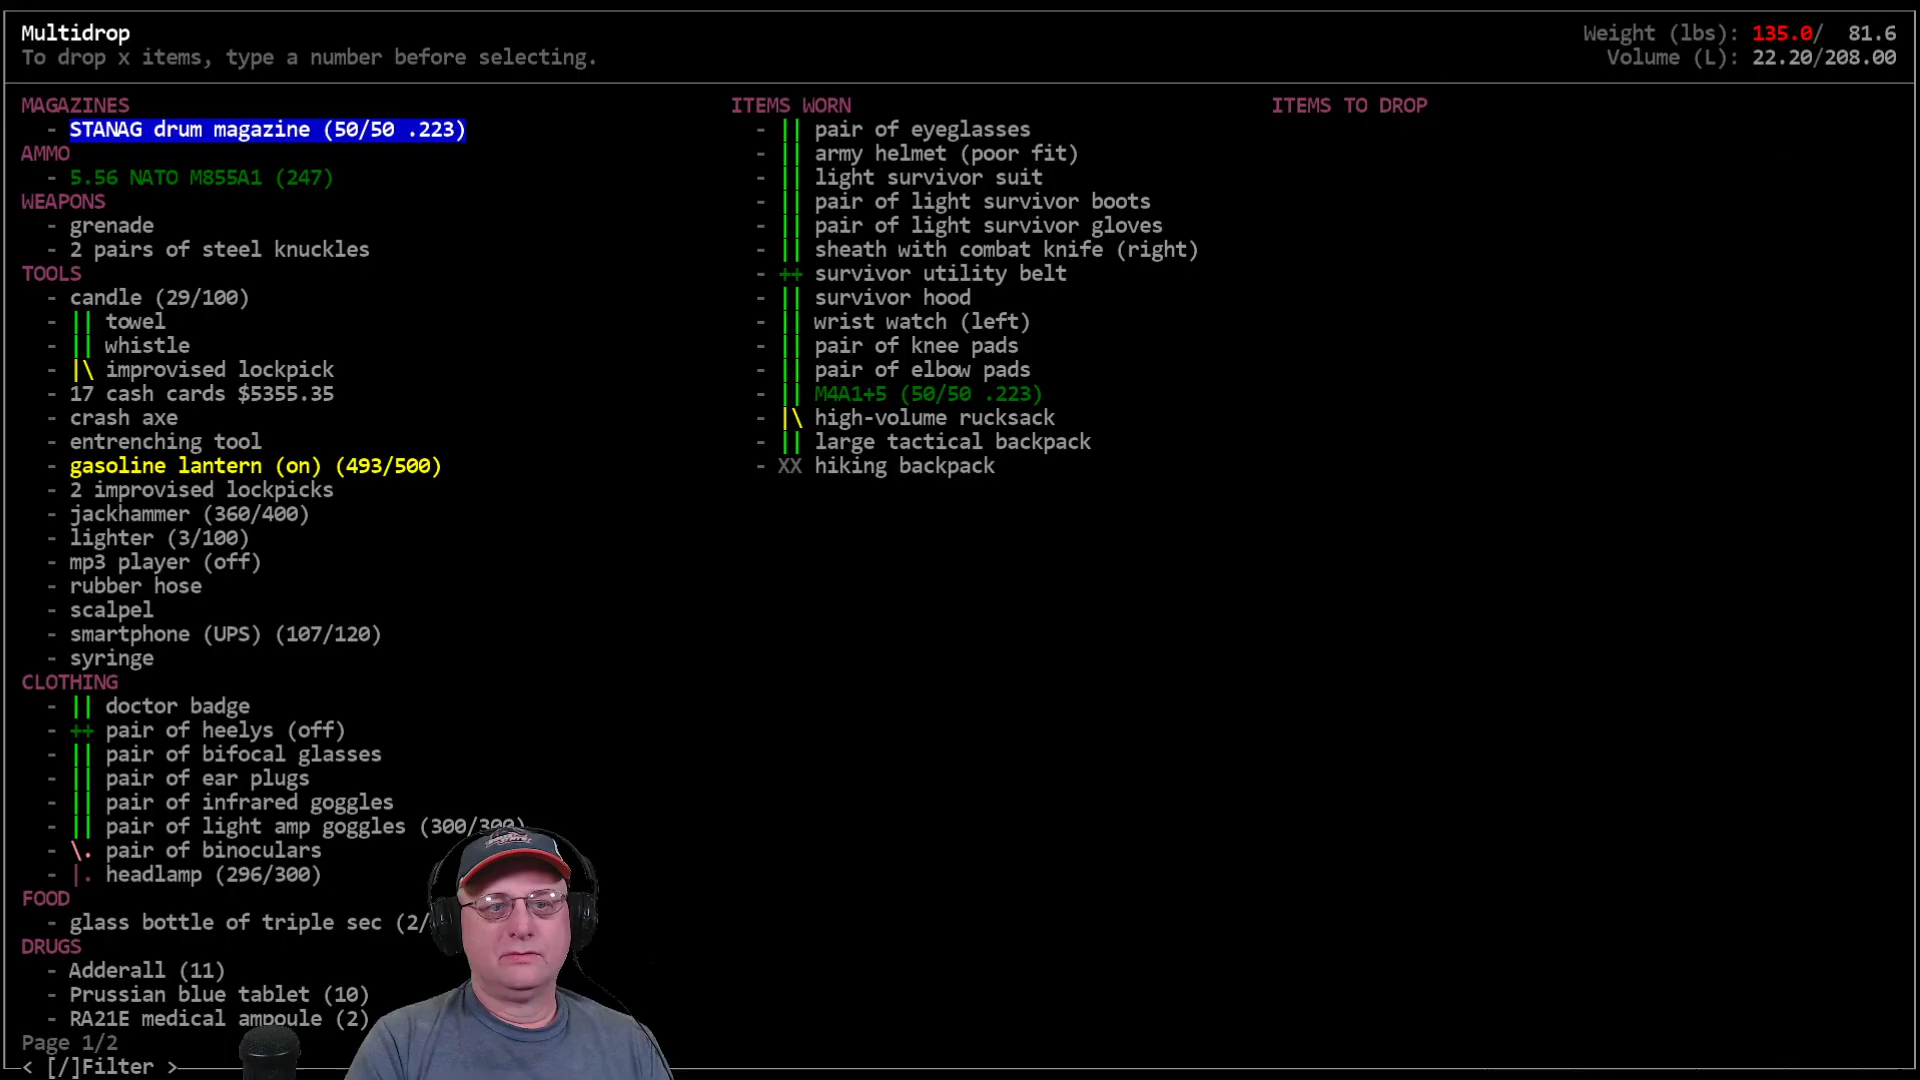 Multidrop
To drop x items, type a number before selecting.
Weight (lbs): 135.0/ 81.6
Volume (L): 22.20/208.00
MAGAZINES
- STANAG drum magazine (50/50 .223)
AMMO
- 5.56 NATO M855A1 (247)
WEAPONS
- grenade
- 2 pairs of steel knuckles
TOOLS
- candle (29/100)
- || towel
- || whistle
- |\ improvised lockpick
- 17 cash cards $5355.35
- crash axe
- entrenching tool
- gasoline lantern (on) (493/500)
- 2 improvised lockpicks
- jackhammer (360/400)
- lighter (3/100)
- mp3 player (off)
- rubber hose
- scalpel
- smartphone (UPS) (107/120)
- syringe
CLOTHING
- || doctor badge
- ++ pair of heelys (off)
- || pair of bifocal glasses
- || pair of ear plugs
- || pair of infrared goggles
- || pair of light amp goggles (300/300)
- \. pair of binoculars
- |. headlamp (296/300)
FOOD
- glass bottle of triple sec (2/
DRUGS
- Adderall (11)
- Prussian blue tablet (10)
- RA21E medical ampoule (2)
Page 1/2
< [/]Filter >
ITEMS WORN
- || pair of eyeglasses
- || army helmet (poor fit)
- || light survivor suit
- || pair of light survivor boots
- || pair of light survivor gloves
- || sheath with combat knife (right)
- ++ survivor utility belt
- || survivor hood
- || wrist watch (left)
- || pair of knee pads
- || pair of elbow pads
- || M4A1+5 (50/50 .223)
- |\ high-volume rucksack
- || large tactical backpack
- XX hiking backpack
ITEMS TO DROP